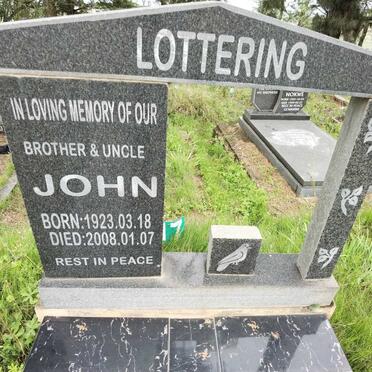 LOTTERING
IN LOVING MEMORY OF OUR
BROTHER & UNCLE
JOHN
BORN:1923.03.18
DIED:2008.01.07
REST IN PEACE
NOKWE